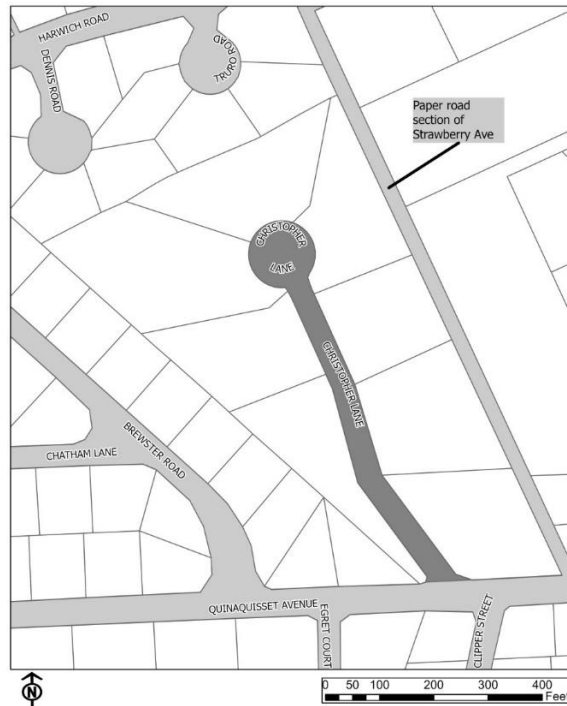 HARWICH ROAD
DENNIS ROAD
TRURO ROAD
Paper road
section of
Strawberry Ave
CHRISTOPHER
LANE
CHRISTOPHER LANE
BREWSTER ROAD
CHATHAM LANE
QUINAQUISSET AVENUE
EGRET COURT
CLIPPER STREET
N
0 50 100 200 300 400
Feet